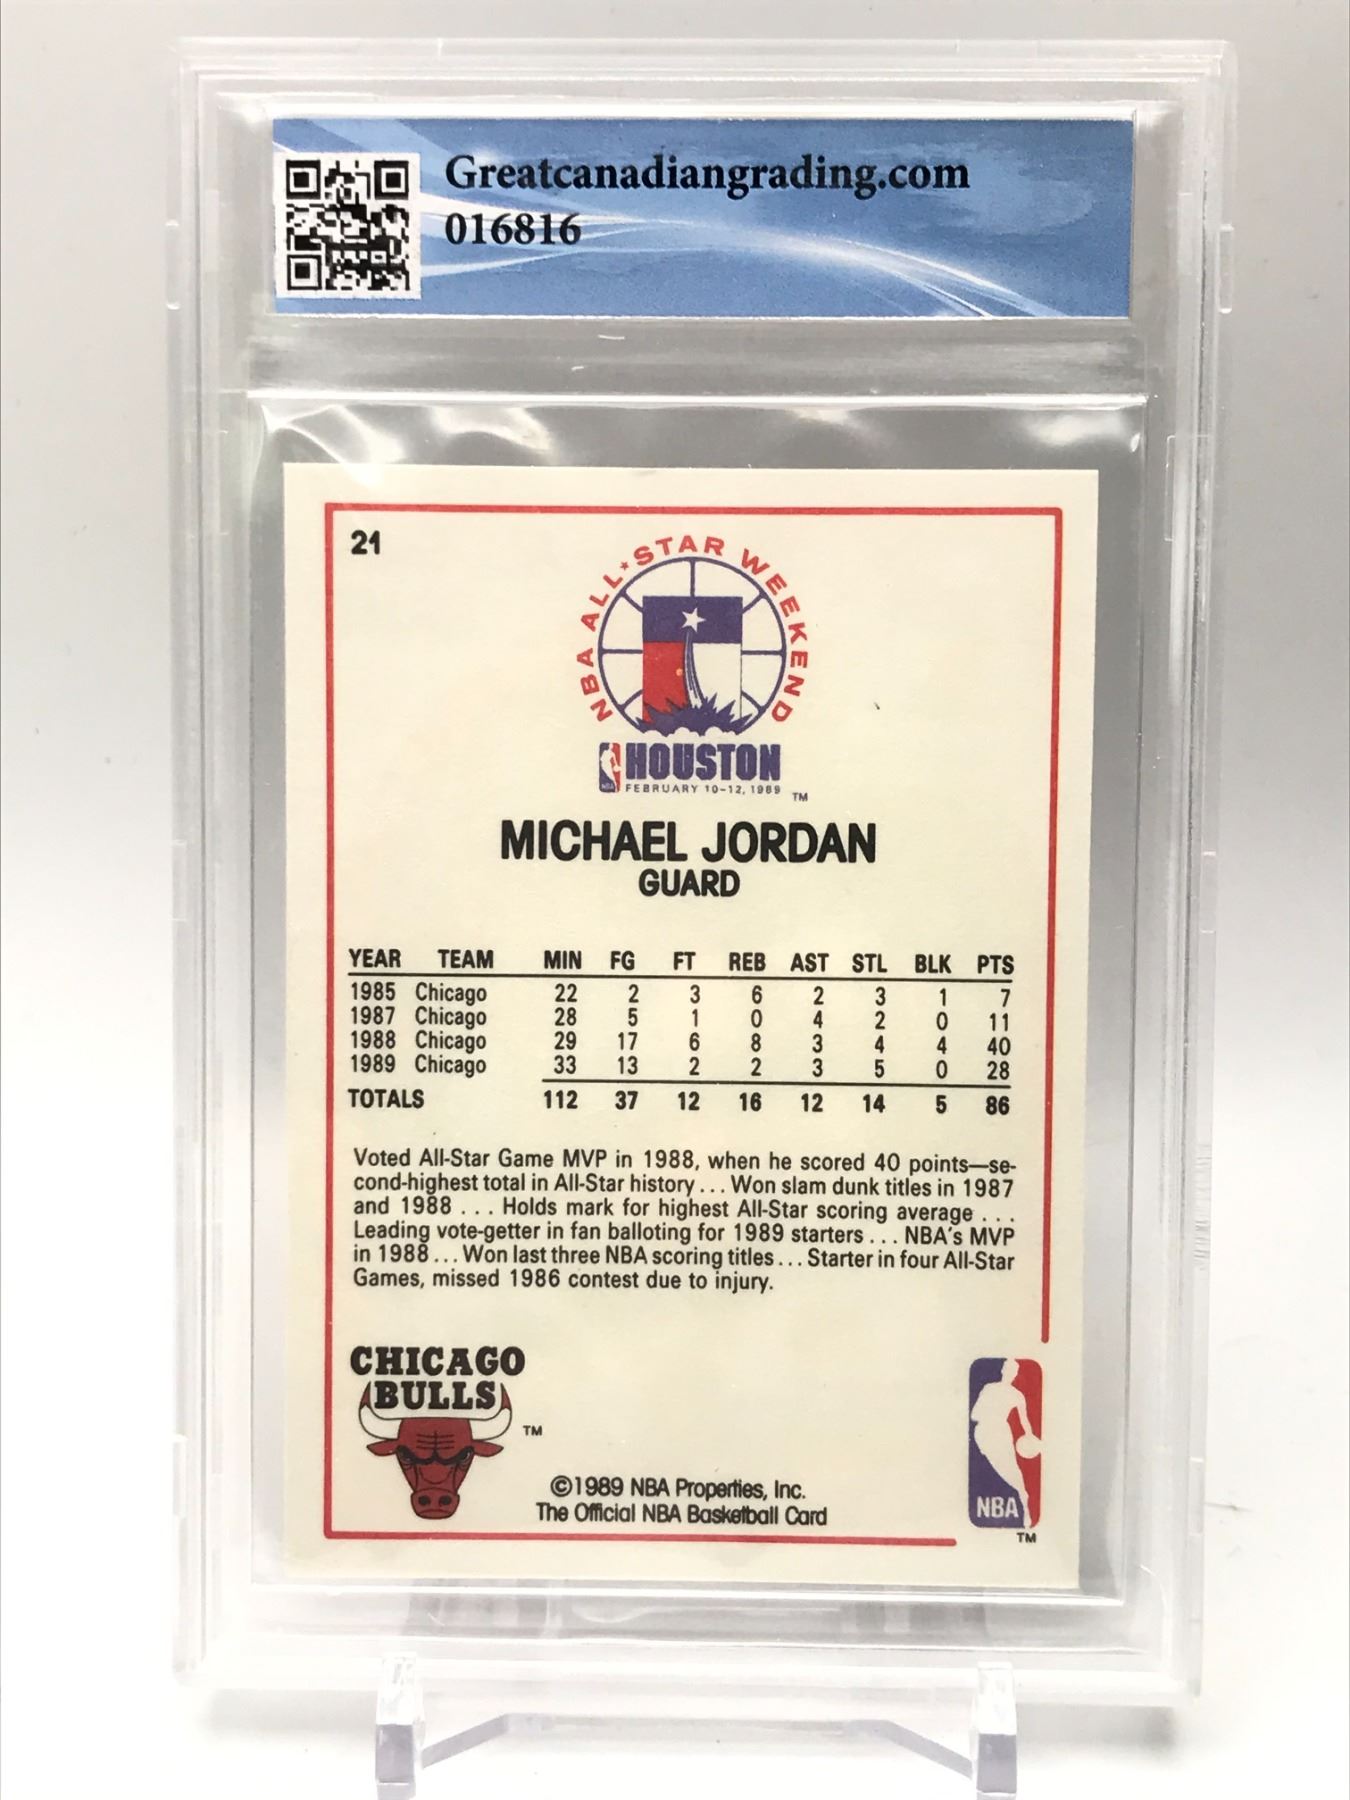 Greatcanadiangrading.com
016816
21
NBA ALL★STAR WEEKEND
NBA HOUSTON
FEBRUARY 10-12, 1989 TM
MICHAEL JORDAN
GUARD
YEAR TEAM MIN FG FT REB AST STL BLK PTS
1985 Chicago 22 2 3 6 2 3 1 7
1987 Chicago 28 5 1 0 4 2 0 11
1988 Chicago 29 17 6 8 3 4 4 40
1989 Chicago 33 13 2 2 3 5 0 28
TOTALS 112 37 12 16 12 14 5 86
Voted All-Star Game MVP in 1988, when he scored 40 points—se-
cond-highest total in All-Star history . . . Won slam dunk titles in 1987
and 1988 . . . Holds mark for highest All-Star scoring average . . .
Leading vote-getter in fan balloting for 1989 starters . . . NBA's MVP
in 1988 . . . Won last three NBA scoring titles . . . Starter in four All-Star
Games, missed 1986 contest due to injury.
CHICAGO
BULLS
TM
©1989 NBA Properties, Inc.
The Official NBA Basketball Card
NBA
TM